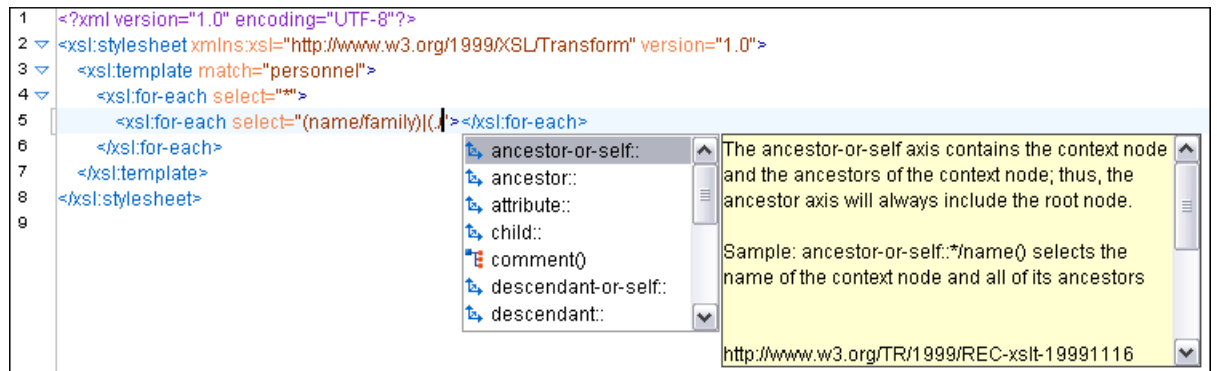 1 <?xml version="1.0" encoding="UTF-8"?>
2 <xsl:stylesheet xmlns:xsl="http://www.w3.org/1999/XSL/Transform" version="1.0">
3 <xsl:template match="personnel">
4 <xsl:for-each select="*">
5 <xsl:for-each select="(name/family)|(./"></xsl:for-each>
6 </xsl:for-each>
7 </xsl:template>
8 </xsl:stylesheet>
9
ancestor-or-self::
ancestor::
attribute::
child::
comment()
descendant-or-self::
descendant::
The ancestor-or-self axis contains the context node
and the ancestors of the context node; thus, the
ancestor axis will always include the root node.
Sample: ancestor-or-self::*/name() selects the
name of the context node and all of its ancestors
http://www.w3.org/TR/1999/REC-xslt-19991116